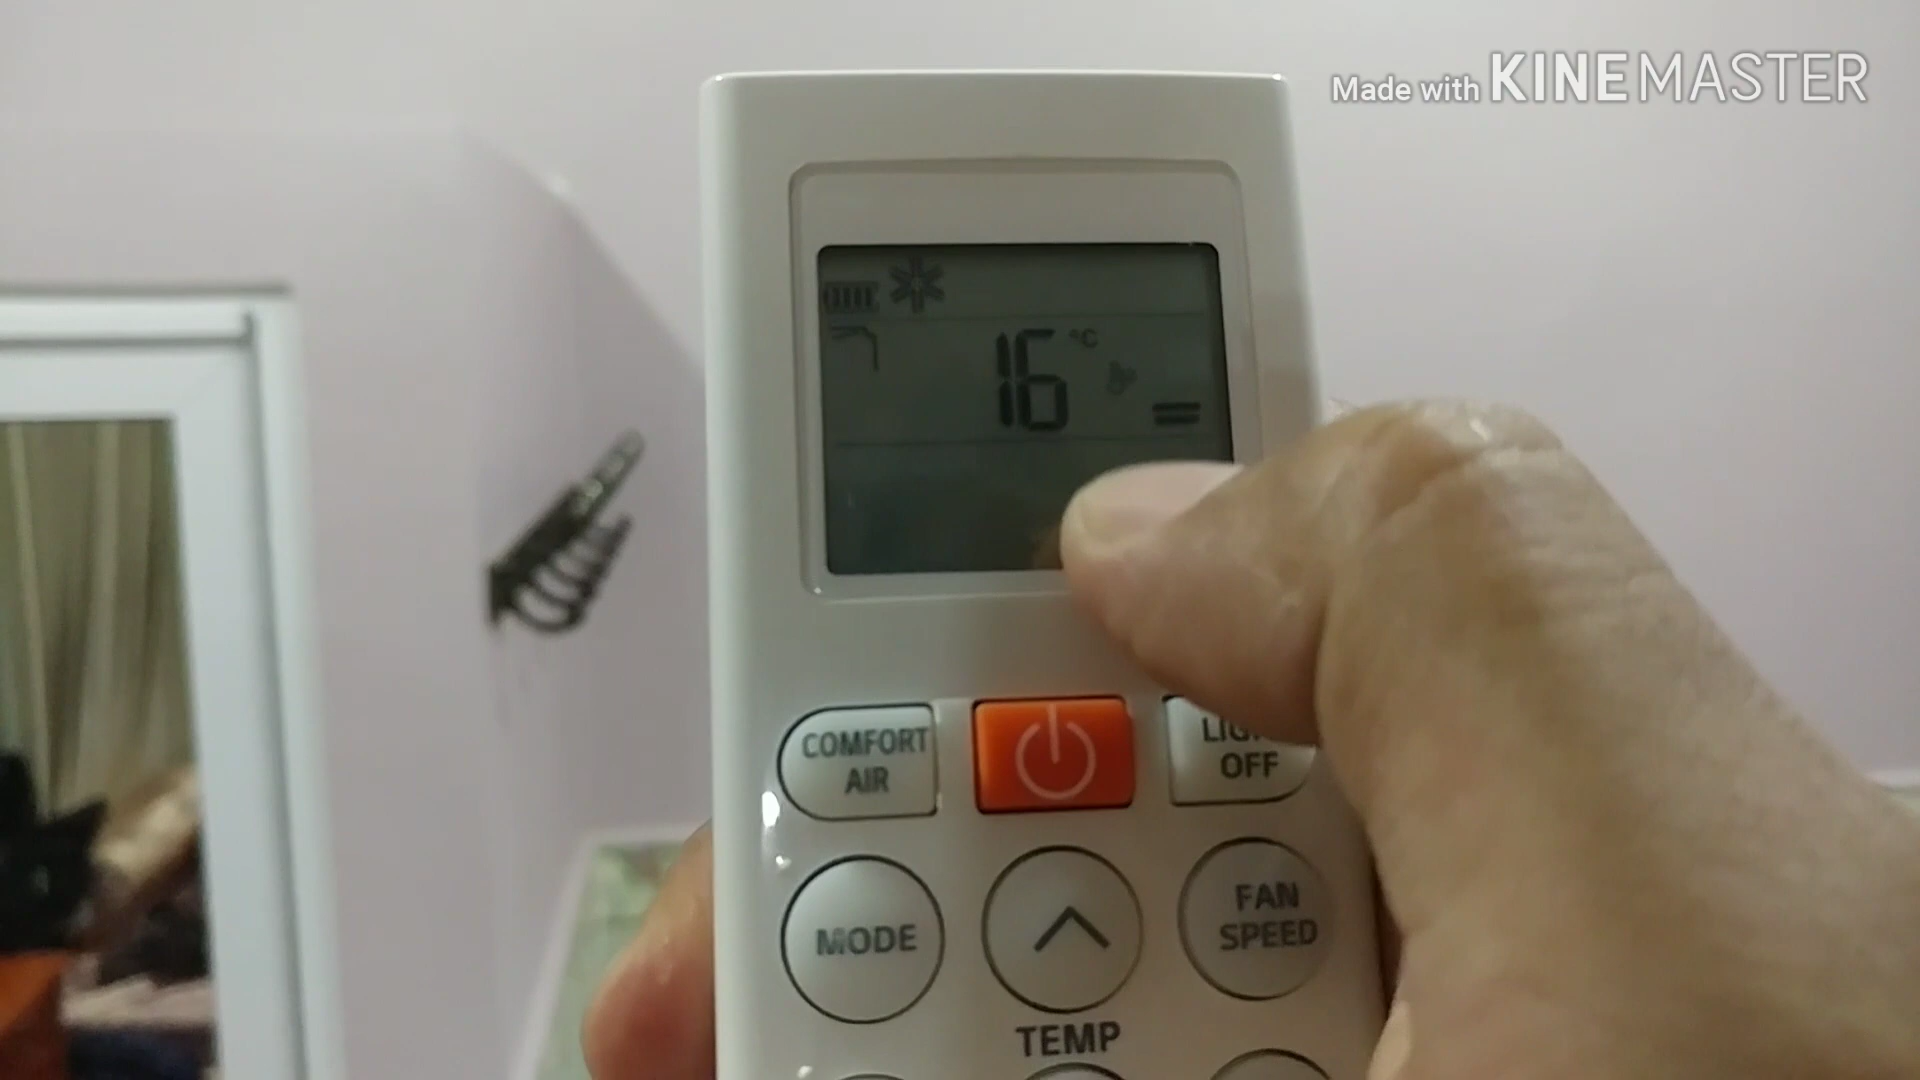 Made with KINEMASTER
16 °C
COMFORT
AIR
OFF
MODE
FAN
SPEED
TEMP